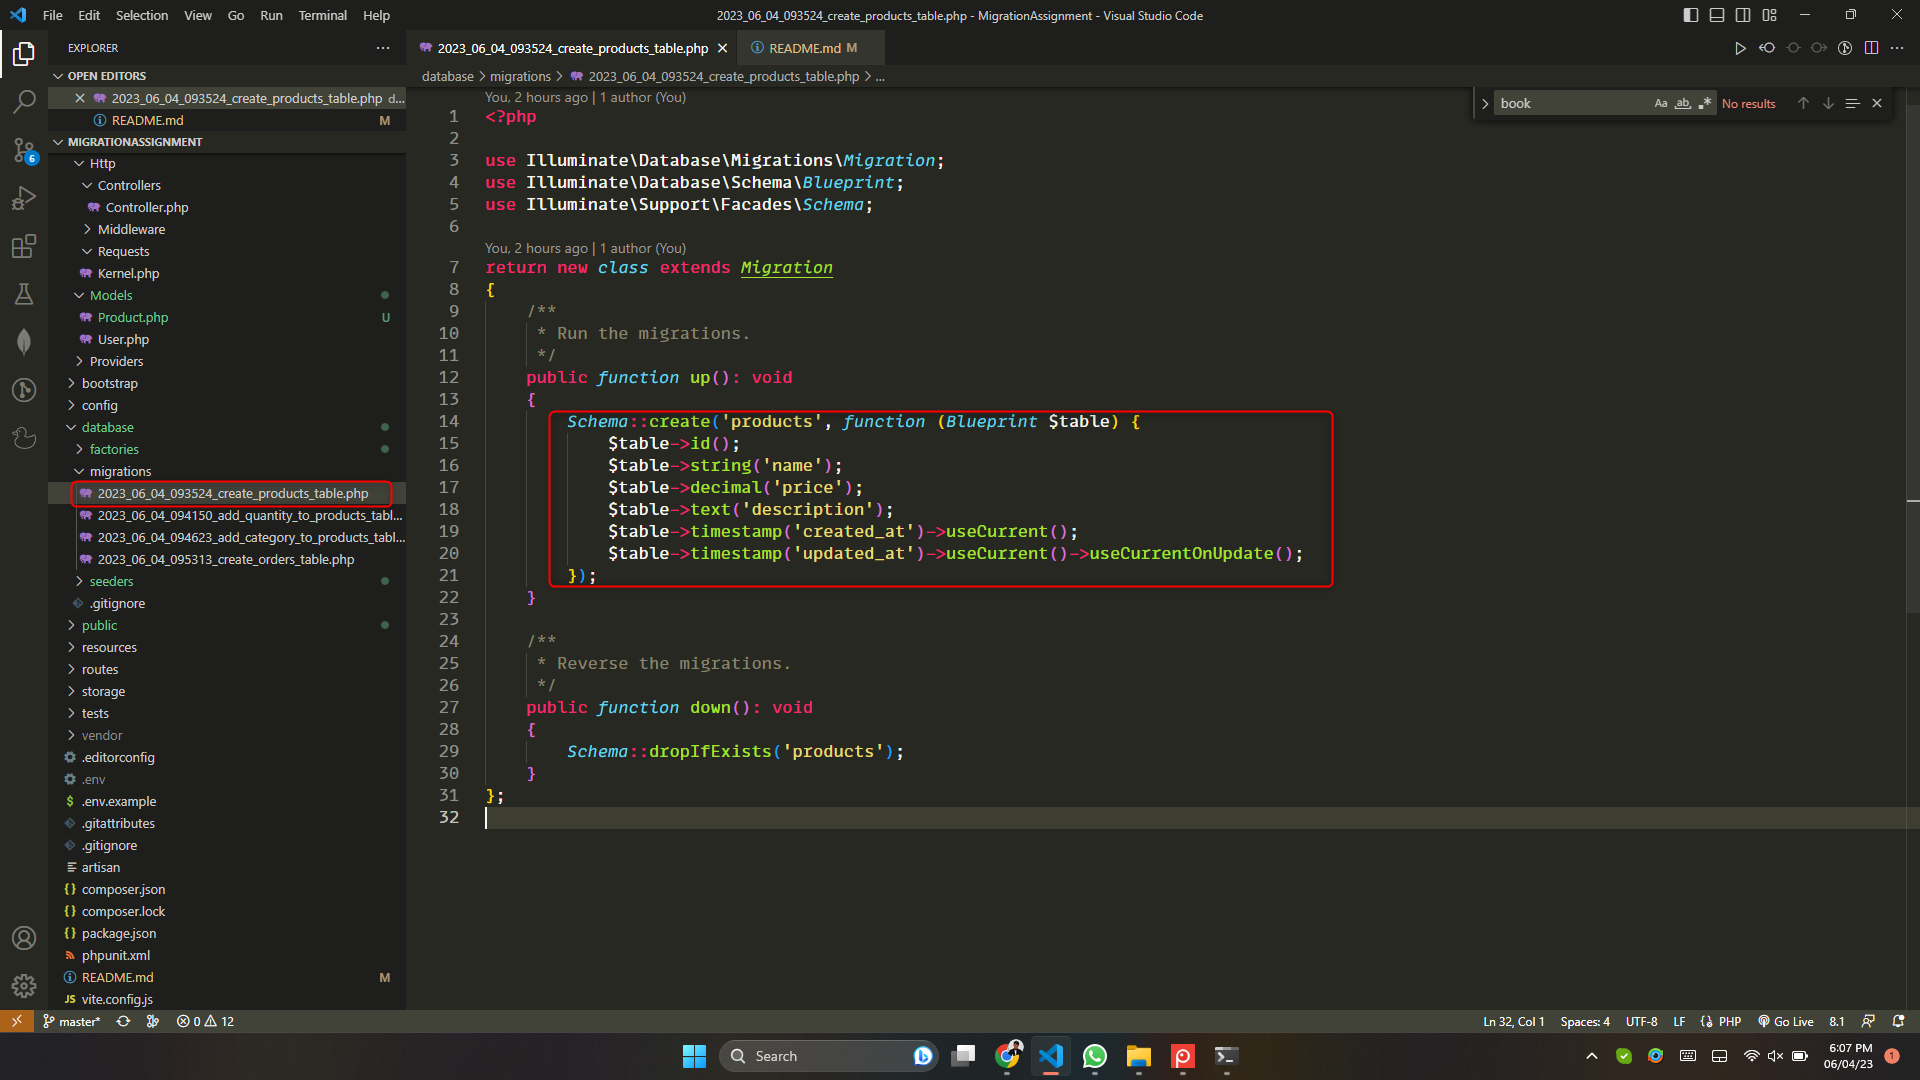 File Edit Selection View Go Run Terminal Help
2023_06_04_093524_create_products_table.php - MigrationAssignment - Visual Studio Code
EXPLORER
OPEN EDITORS
2023_06_04_093524_create_products_table.php d...
README.md M
MIGRATIONASSIGNMENT
Http
Controllers
Controller.php
Middleware
Requests
Kernel.php
Models
Product.php U
User.php
Providers
bootstrap
config
database
factories
migrations
2023_06_04_093524_create_products_table.php
2023_06_04_094150_add_quantity_to_products_tabl...
2023_06_04_094623_add_category_to_products_tabl...
2023_06_04_095313_create_orders_table.php
seeders
.gitignore
public
resources
routes
storage
tests
vendor
.editorconfig
.env
.env.example
.gitattributes
.gitignore
artisan
composer.json
composer.lock
package.json
phpunit.xml
README.md M
vite.config.js
2023_06_04_093524_create_products_table.php
README.md M
database > migrations > 2023_06_04_093524_create_products_table.php > ...
book
No results
You, 2 hours ago | 1 author (You)
1 <?php
2
3 use Illuminate\Database\Migrations\Migration;
4 use Illuminate\Database\Schema\Blueprint;
5 use Illuminate\Support\Facades\Schema;
6
You, 2 hours ago | 1 author (You)
7 return new class extends Migration
8 {
9 /**
10 * Run the migrations.
11 */
12 public function up(): void
13 {
14 Schema::create('products', function (Blueprint $table) {
15 $table->id();
16 $table->string('name');
17 $table->decimal('price');
18 $table->text('description');
19 $table->timestamp('created_at')->useCurrent();
20 $table->timestamp('updated_at')->useCurrent()->useCurrentOnUpdate();
21 });
22 }
23
24 /**
25 * Reverse the migrations.
26 */
27 public function down(): void
28 {
29 Schema::dropIfExists('products');
30 }
31 };
32
master* 0 12
Ln 32, Col 1 Spaces: 4 UTF-8 LF PHP Go Live 8.1
Search
6:07 PM
06/04/23
1
6